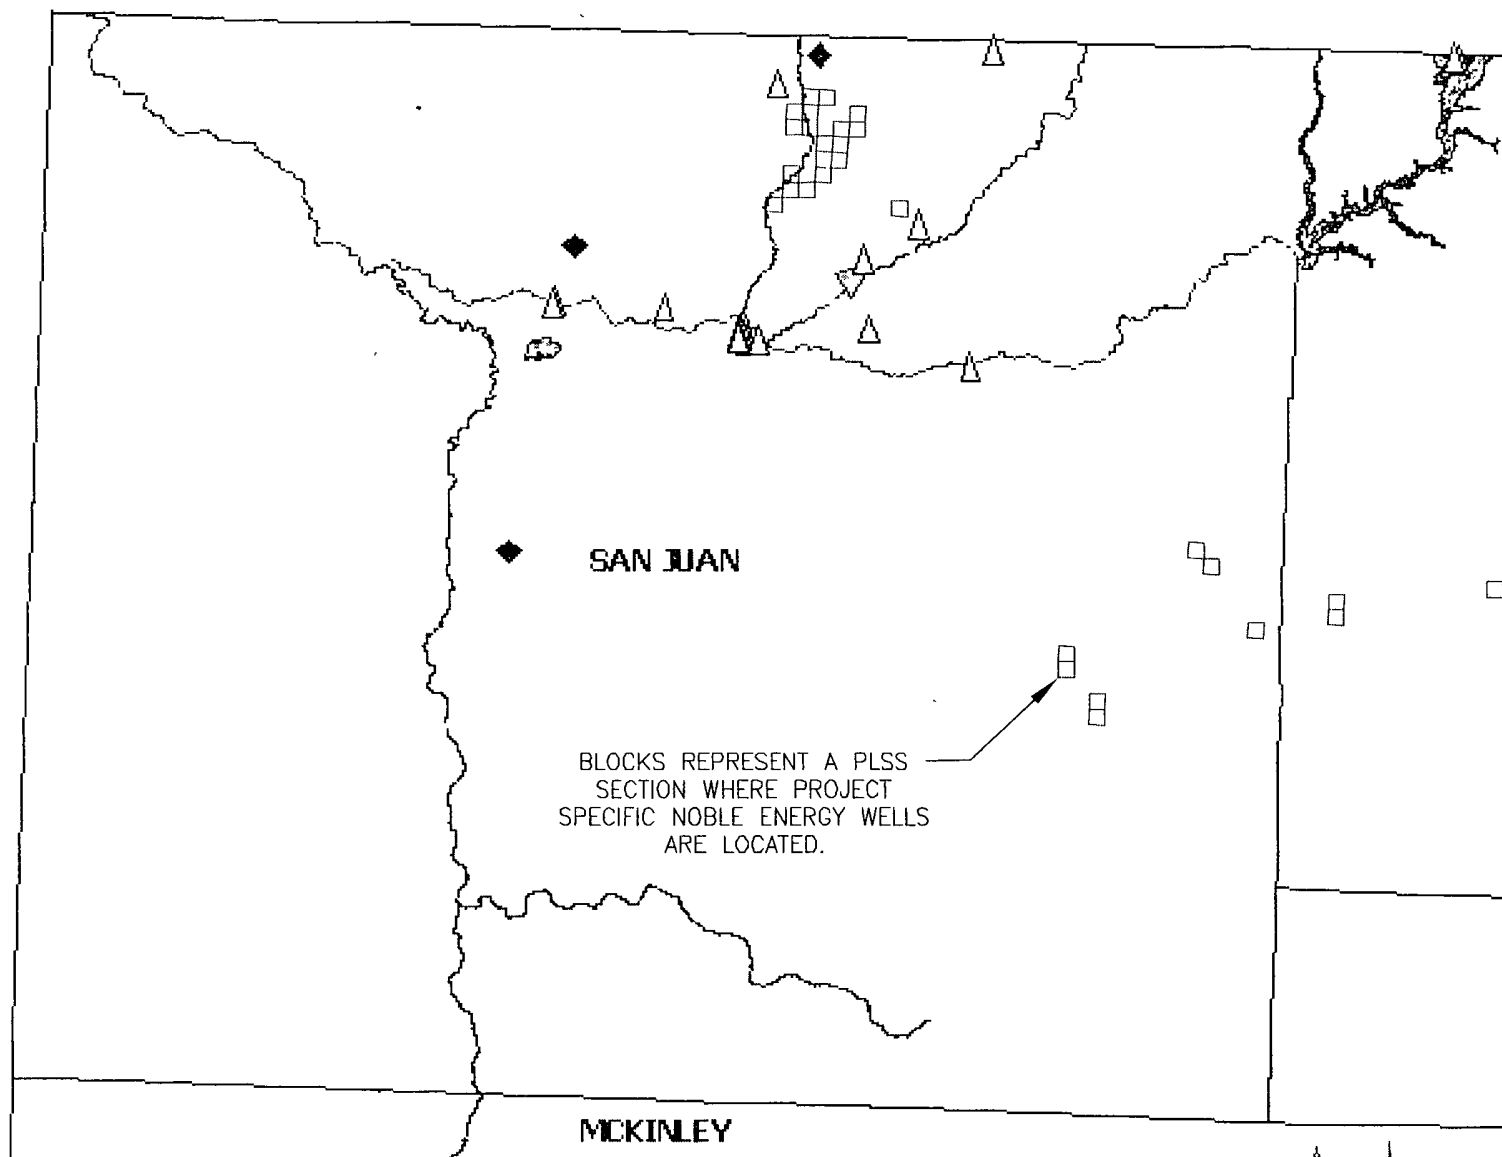 SAN JUAN
BLOCKS REPRESENT A PLSS
SECTION WHERE PROJECT
SPECIFIC NOBLE ENERGY WELLS
ARE LOCATED.
MCKINLEY